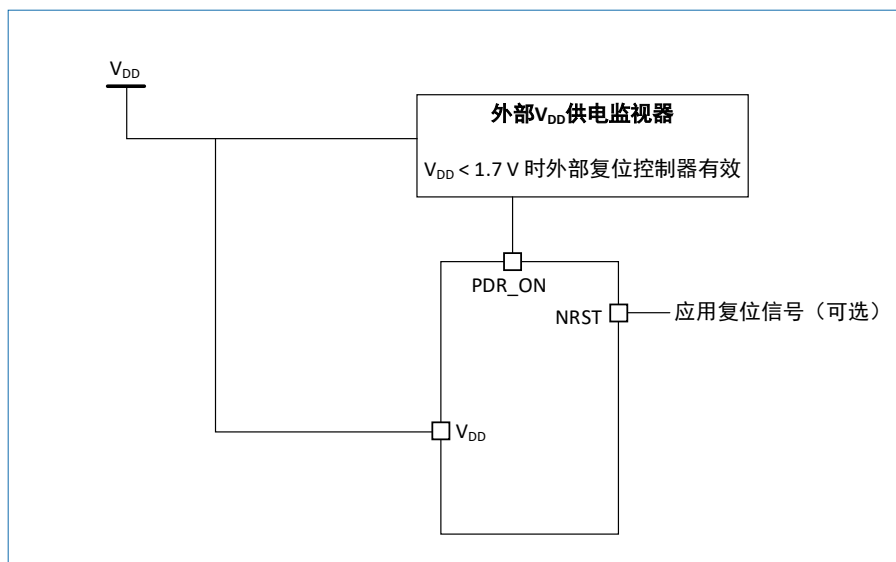 VDD
外部VDD供电监视器
VDD < 1.7 V 时外部复位控制器有效
PDR_ON
NRST
应用复位信号（可选）
VDD